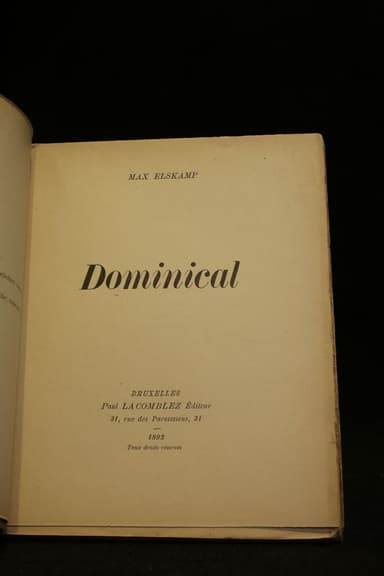 MAX ELSKAMP
Dominical
BRUXELLES
Paul LACOMBLEZ Éditeur
31, rue des Paroissiens, 31
1892
Tous droits réservés